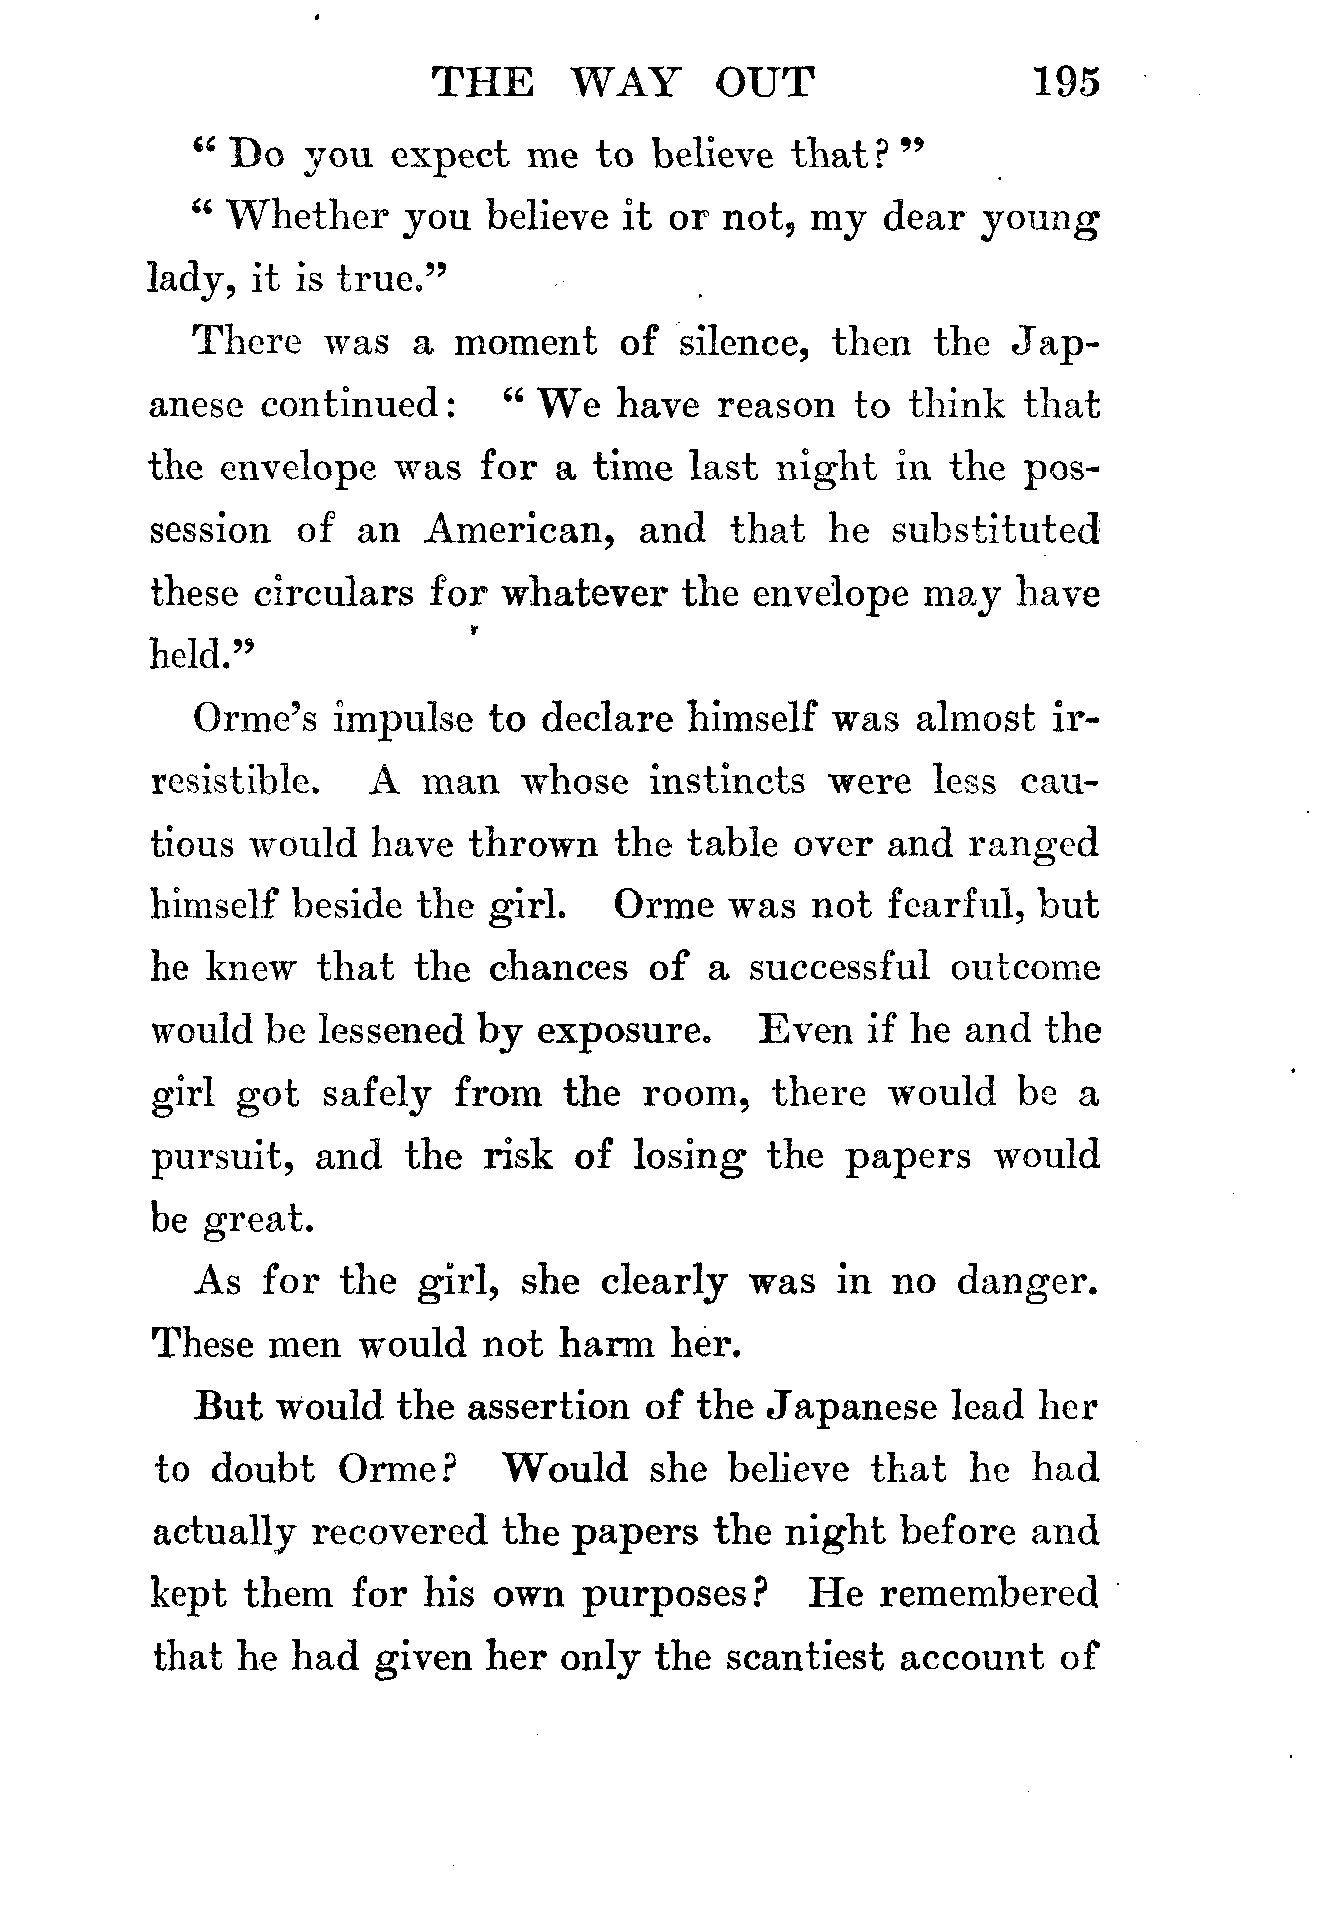 THE WAY OUT 195
“ Do you expect me to believe that? ”
“ Whether you believe it or not, my dear young
lady, it is true.”
There was a moment of silence, then the Jap-
anese continued: “ We have reason to think that
the envelope was for a time last night in the pos-
session of an American, and that he substituted
these circulars for whatever the envelope may have
held.”
Orme’s impulse to declare himself was almost ir-
resistible. A man whose instincts were less cau-
tious would have thrown the table over and ranged
himself beside the girl. Orme was not fearful, but
he knew that the chances of a successful outcome
would be lessened by exposure. Even if he and the
girl got safely from the room, there would be a
pursuit, and the risk of losing the papers would
be great.
As for the girl, she clearly was in no danger.
These men would not harm her.
But would the assertion of the Japanese lead her
to doubt Orme? Would she believe that he had
actually recovered the papers the night before and
kept them for his own purposes? He remembered
that he had given her only the scantiest account of